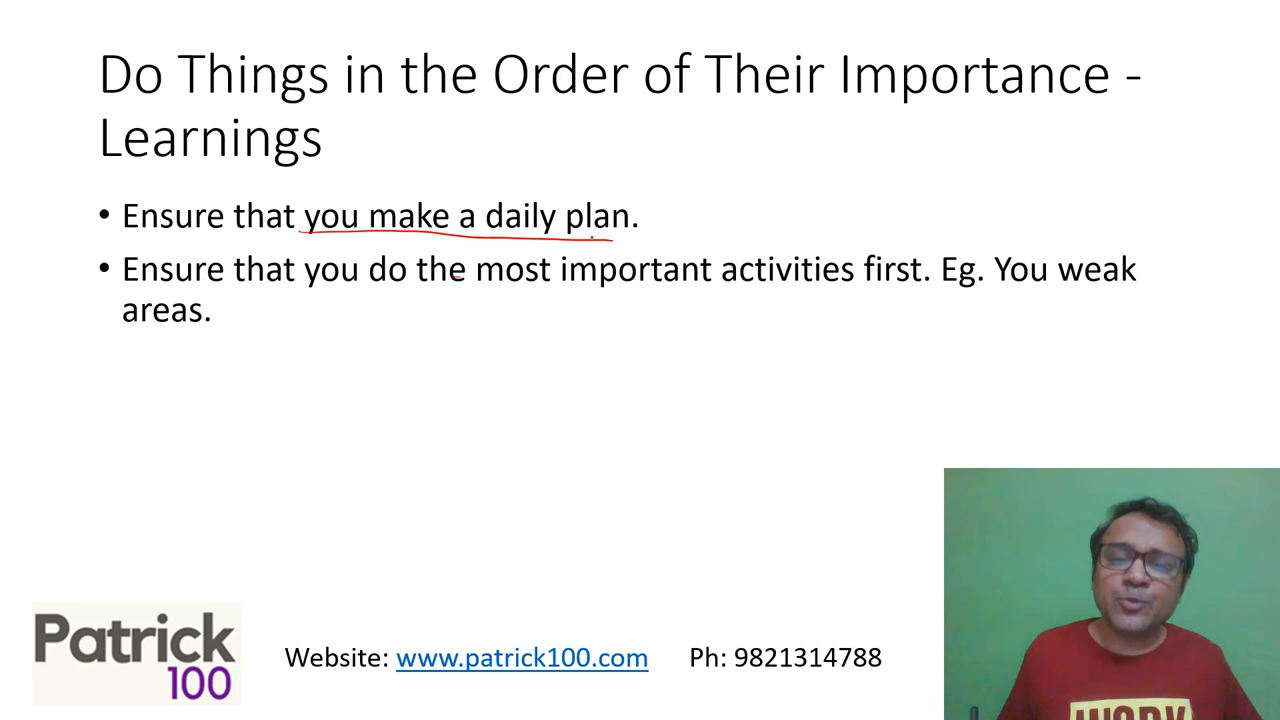 Do Things in the Order of Their Importance -
Learnings
• Ensure that you make a daily plan.
• Ensure that you do the most important activities first. Eg. You weak
areas.
Patrick
100
Website: www.patrick100.com Ph: 9821314788